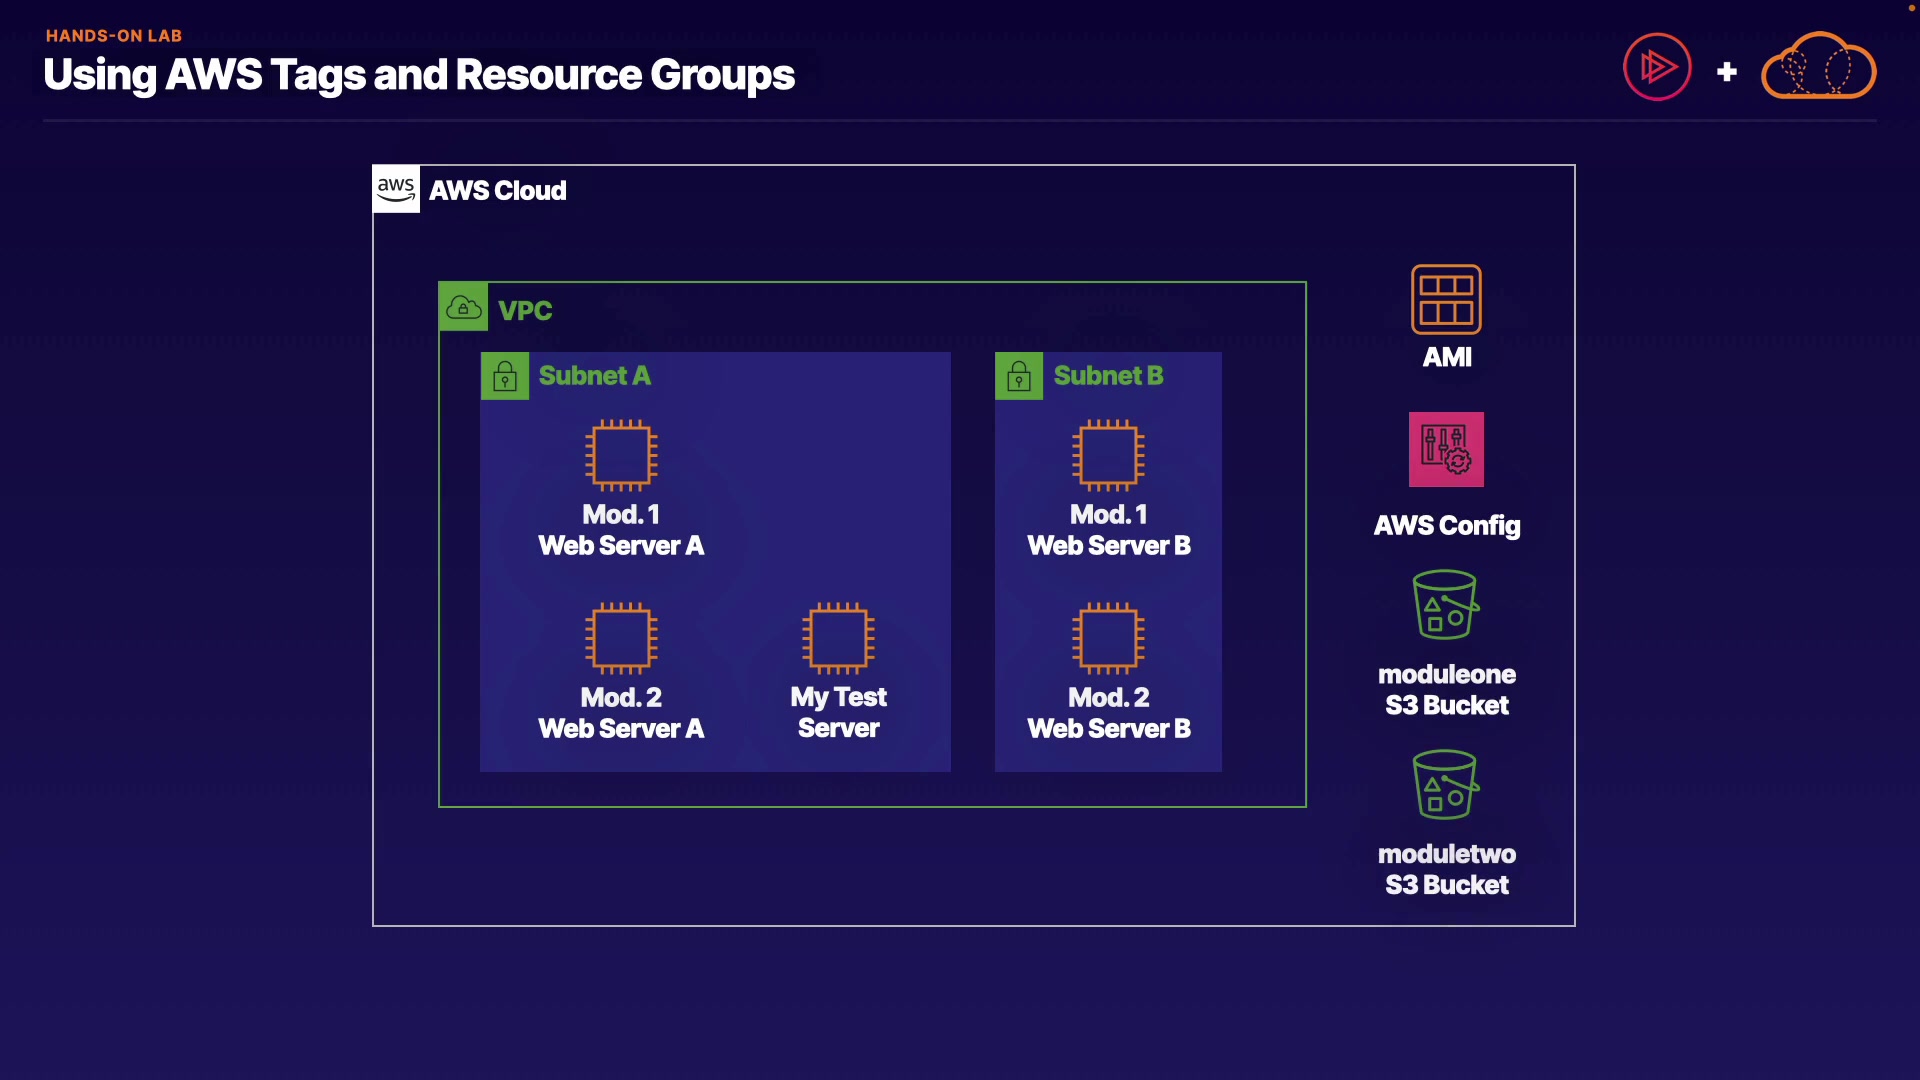 HANDS-ON LAB
Using AWS Tags and Resource Groups
+
aws
AWS Cloud
VPC
Subnet A
Mod. 1
Web Server A
Mod. 2
Web Server A
My Test
Server
Subnet B
Mod. 1
Web Server B
Mod. 2
Web Server B
AMI
AWS Config
moduleone
S3 Bucket
moduletwo
S3 Bucket